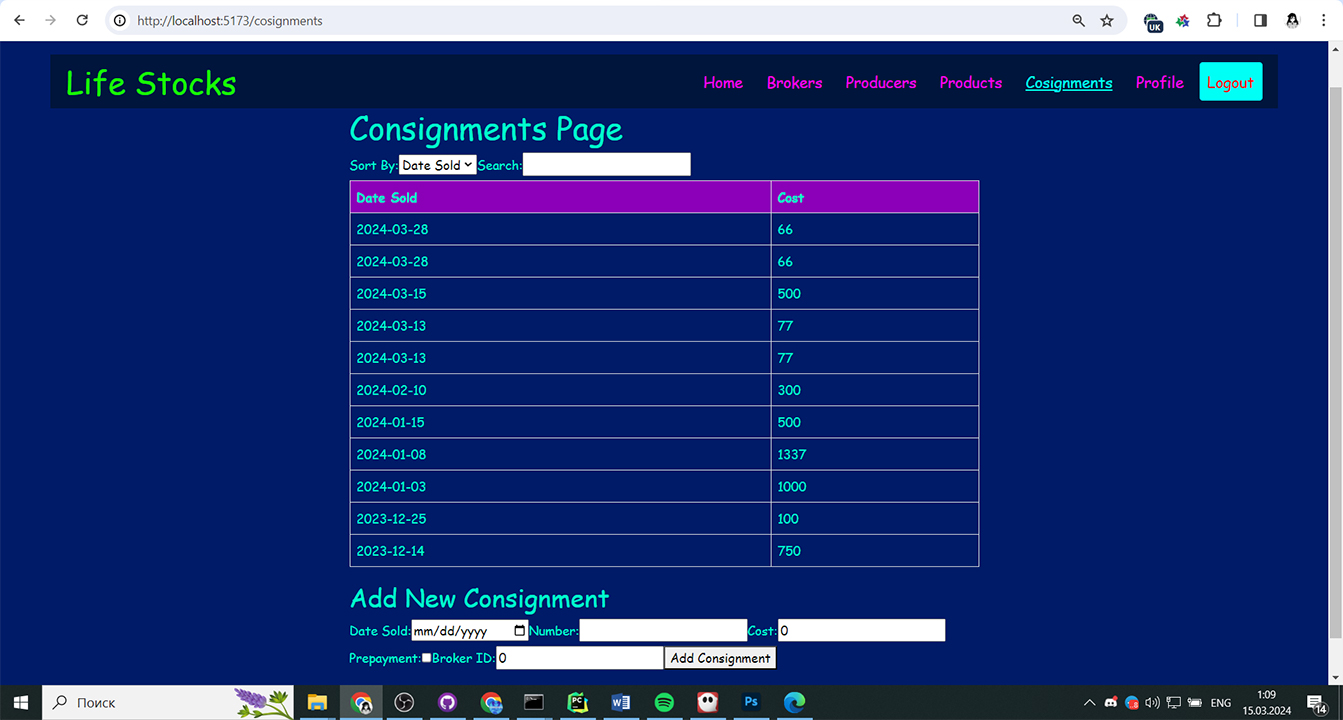 http://localhost:5173/cosignments
UK
Life Stocks
Home Brokers Producers Products Cosignments Profile Logout
Consignments Page
Sort By: Date Sold Search:
Date Sold Cost
2024-03-28 66
2024-03-28 66
2024-03-15 500
2024-03-13 77
2024-03-13 77
2024-02-10 300
2024-01-15 500
2024-01-08 1337
2024-01-03 1000
2023-12-25 100
2023-12-14 750
Add New Consignment
Date Sold: mm/dd/yyyy Number: Cost: 0
Prepayment: Broker ID: 0 Add Consignment
Поиск
PC
W
Ps
ENG
1:09
15.03.2024
14